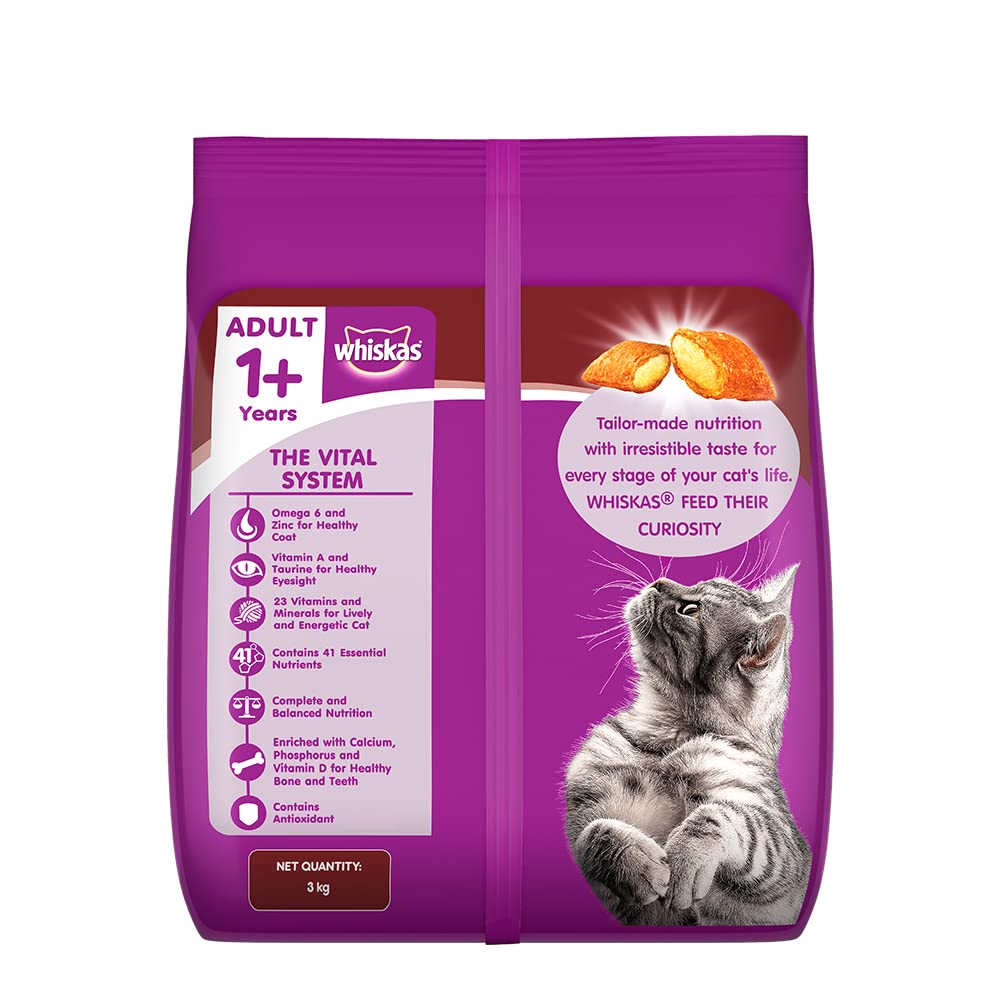 ADULT
1+
Years
whiskas
THE VITAL
SYSTEM
Omega 6 and
Zinc for Healthy
Coat
Vitamin A and
Taurine for Healthy
Eyesight
23 Vitamins and
Minerals for Lively
and Energetic Cat
41
Contains 41 Essential
Nutrients
Complete and
Balanced Nutrition
Enriched with Calcium,
Phosphorus and
Vitamin D for Healthy
Bone and Teeth
Contains
Antioxidant
NET QUANTITY:
3 kg
Tailor-made nutrition
with irresistible taste for
every stage of your cat's life.
WHISKAS® FEED THEIR
CURIOSITY